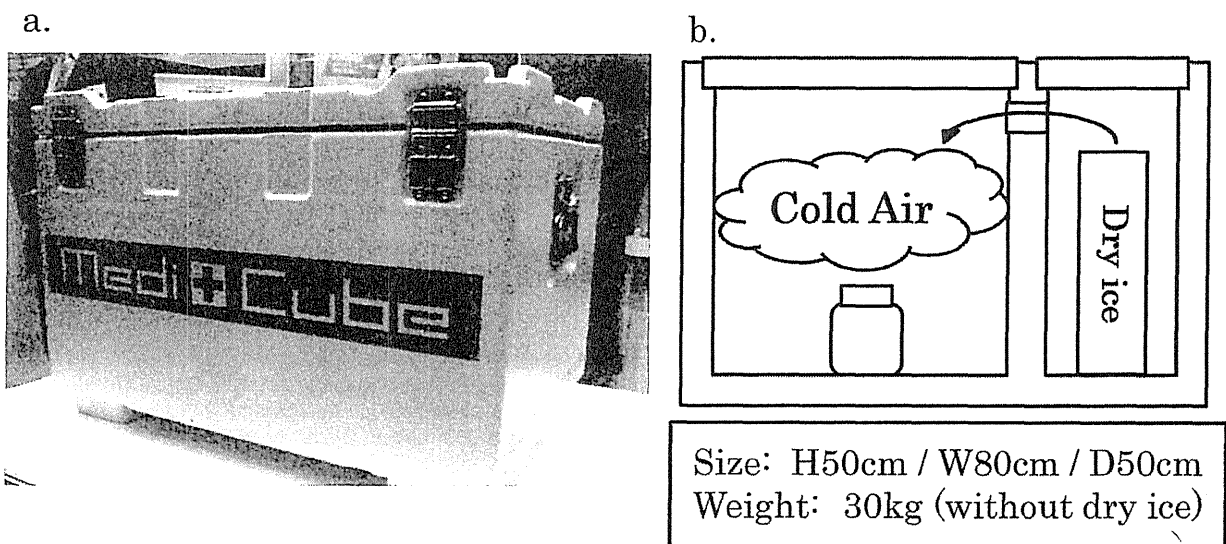 a.
Medi Cube
b.
Cold Air
Dry ice
Size: H50cm / W80cm / D50cm
Weight: 30kg (without dry ice)